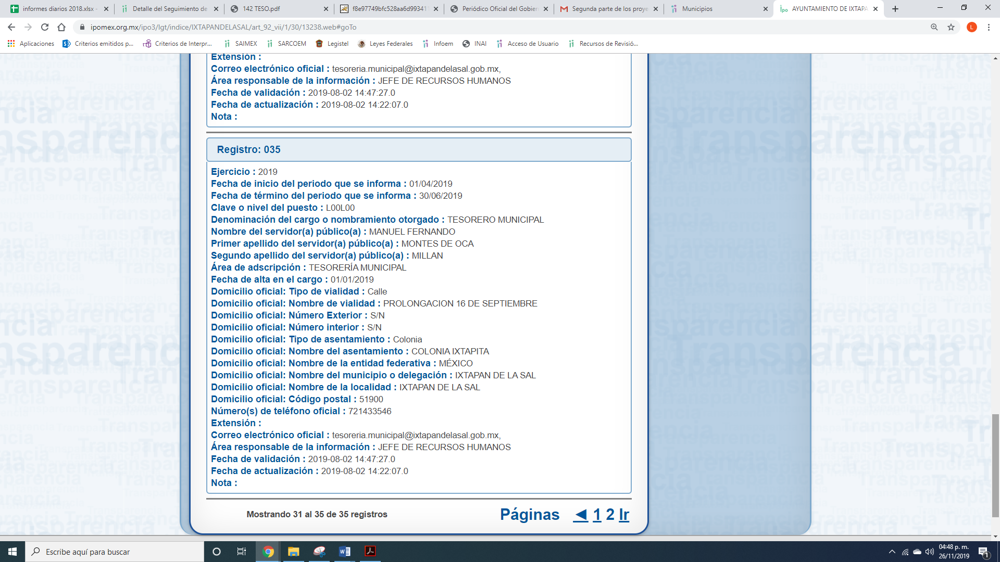 informes diarios 2018.xlsx -
Detalle del Seguimiento de
142 TESO.pdf
f8e97749bfc528aa6d99341
Periódico Oficial del Gobier
Segunda parte de los proye
Municipios
AYUNTAMIENTO DE IXTAPA
ipomex.org.mx/ipo3/lgt/indice/IXTAPANDELASAL/art_92_vii/1/30/13238.web#goTo
L
Aplicaciones
Criterios emitidos p...
Criterios de Interpr...
SAIMEX
SARCOEM
Legistel
Leyes Federales
Infoem
INAI
Acceso de Usuario
Recursos de Revisió...
Extensión :
Correo electrónico oficial : tesoreria.municipal@ixtapandelasal.gob.mx,
Área responsable de la información : JEFE DE RECURSOS HUMANOS
Fecha de validación : 2019-08-02 14:47:27.0
Fecha de actualización : 2019-08-02 14:22:07.0
Nota :
Registro: 035
Ejercicio : 2019
Fecha de inicio del periodo que se informa : 01/04/2019
Fecha de término del periodo que se informa : 30/06/2019
Clave o nivel del puesto : L00L00
Denominación del cargo o nombramiento otorgado : TESORERO MUNICIPAL
Nombre del servidor(a) público(a) : MANUEL FERNANDO
Primer apellido del servidor(a) público(a) : MONTES DE OCA
Segundo apellido del servidor(a) público(a) : MILLAN
Área de adscripción : TESORERÍA MUNICIPAL
Fecha de alta en el cargo : 01/01/2019
Domicilio oficial: Tipo de vialidad : Calle
Domicilio oficial: Nombre de vialidad : PROLONGACION 16 DE SEPTIEMBRE
Domicilio oficial: Número Exterior : S/N
Domicilio oficial: Número interior : S/N
Domicilio oficial: Tipo de asentamiento : Colonia
Domicilio oficial: Nombre del asentamiento : COLONIA IXTAPITA
Domicilio oficial: Nombre de la entidad federativa : MÉXICO
Domicilio oficial: Nombre del municipio o delegación : IXTAPAN DE LA SAL
Domicilio oficial: Nombre de la localidad : IXTAPAN DE LA SAL
Domicilio oficial: Código postal : 51900
Número(s) de teléfono oficial : 721433546
Extensión :
Correo electrónico oficial : tesoreria.municipal@ixtapandelasal.gob.mx,
Área responsable de la información : JEFE DE RECURSOS HUMANOS
Fecha de validación : 2019-08-02 14:47:27.0
Fecha de actualización : 2019-08-02 14:22:07.0
Nota :
Mostrando 31 al 35 de 35 registros
Páginas ◄ 1 2 Ir
Escribe aquí para buscar
04:48 p. m.
26/11/2019
1